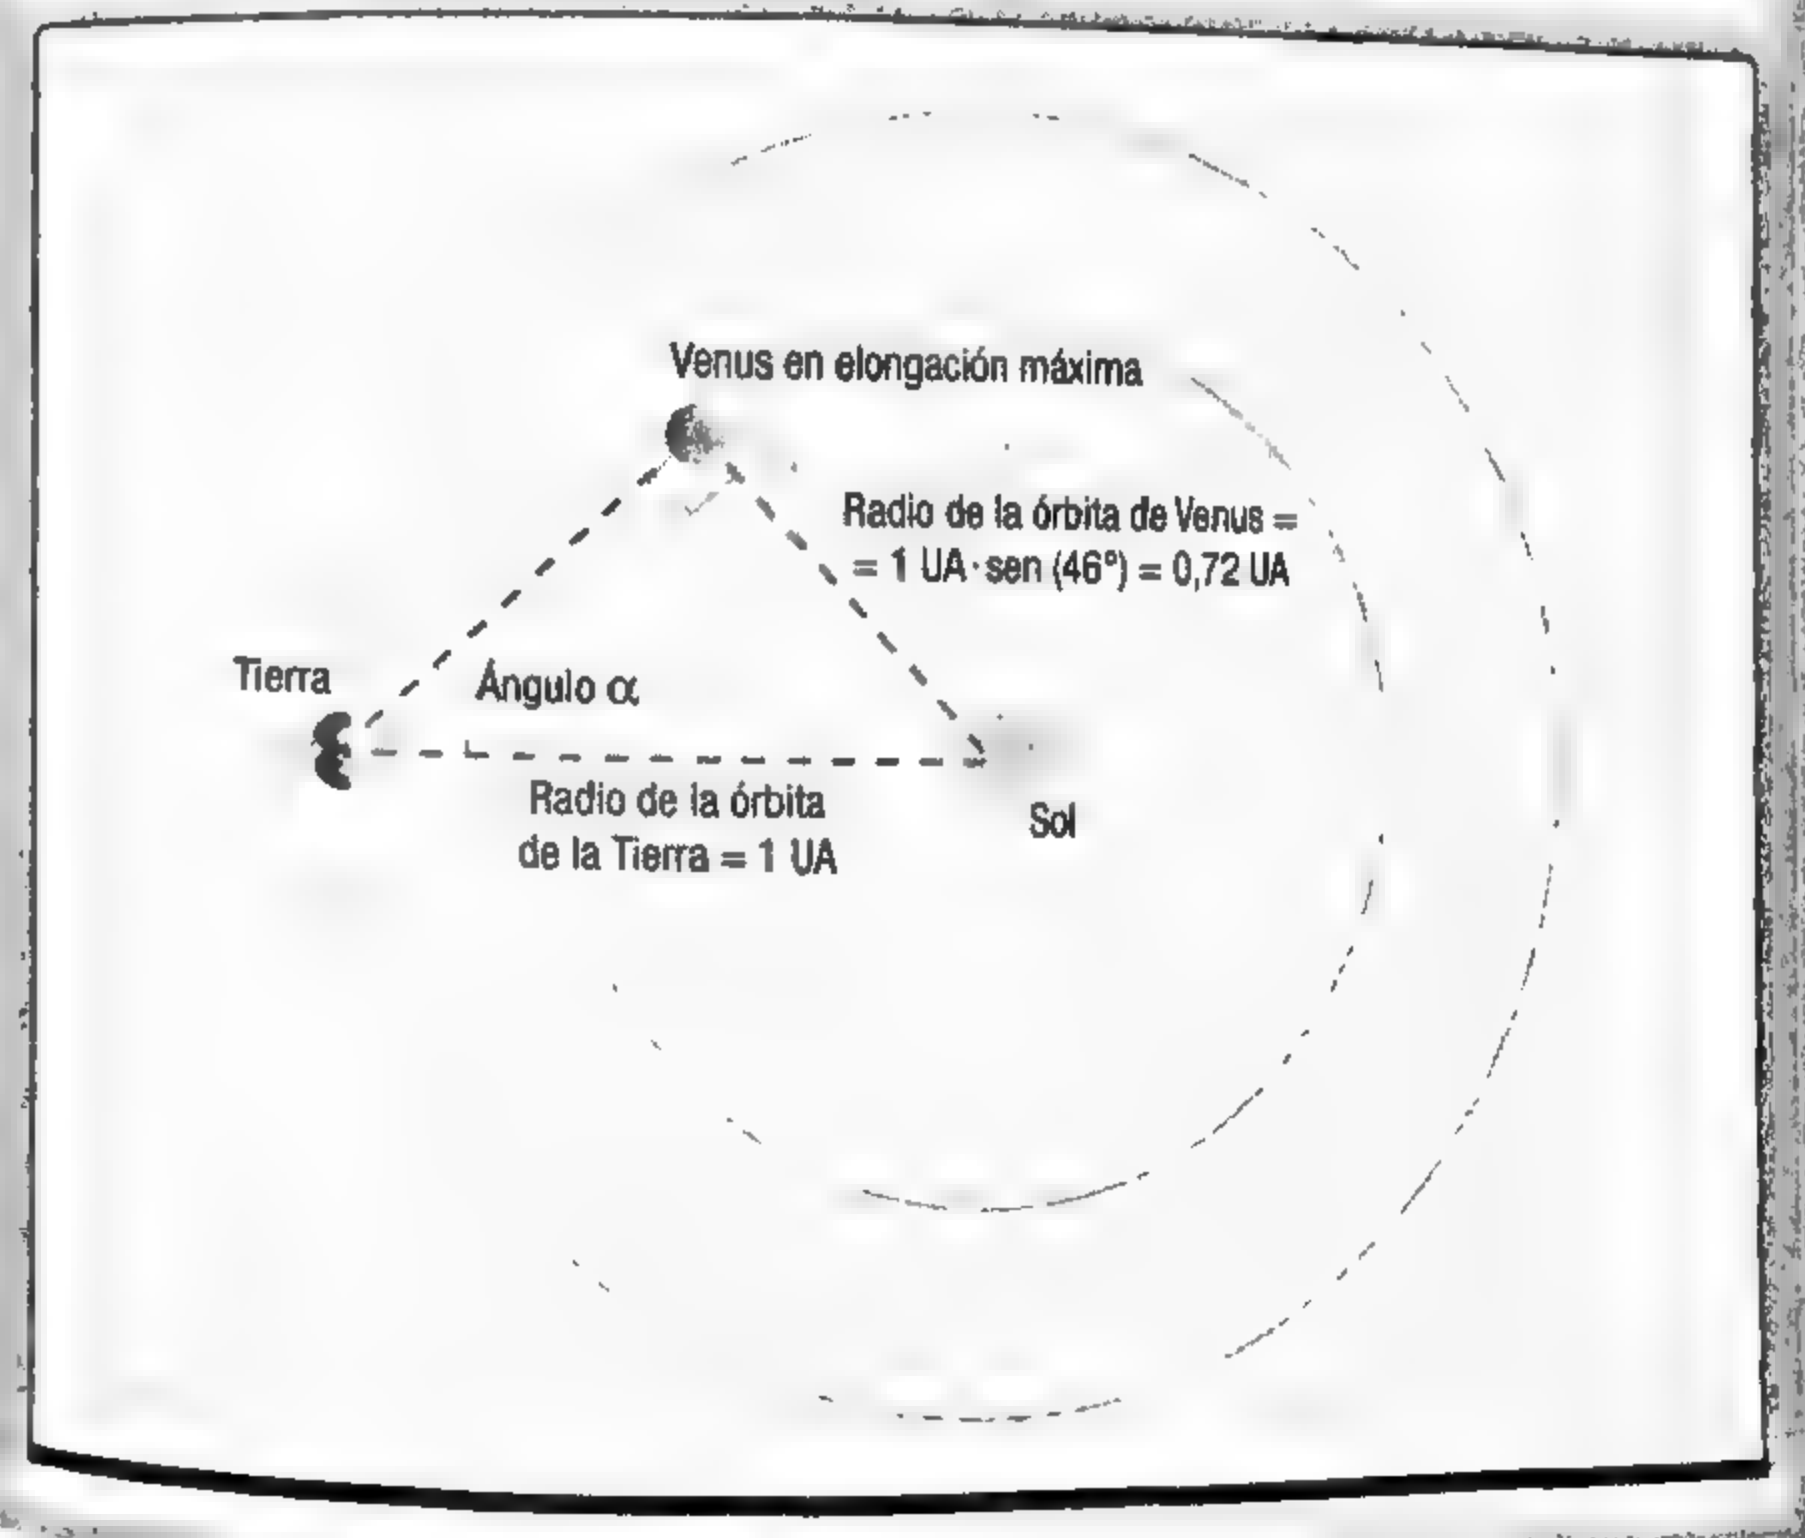 Venus en elongación máxima
Radio de la órbita de Venus =
= 1 UA · sen (46º) = 0,72 UA
Tierra
Ángulo α
Radio de la órbita
de la Tierra = 1 UA
Sol